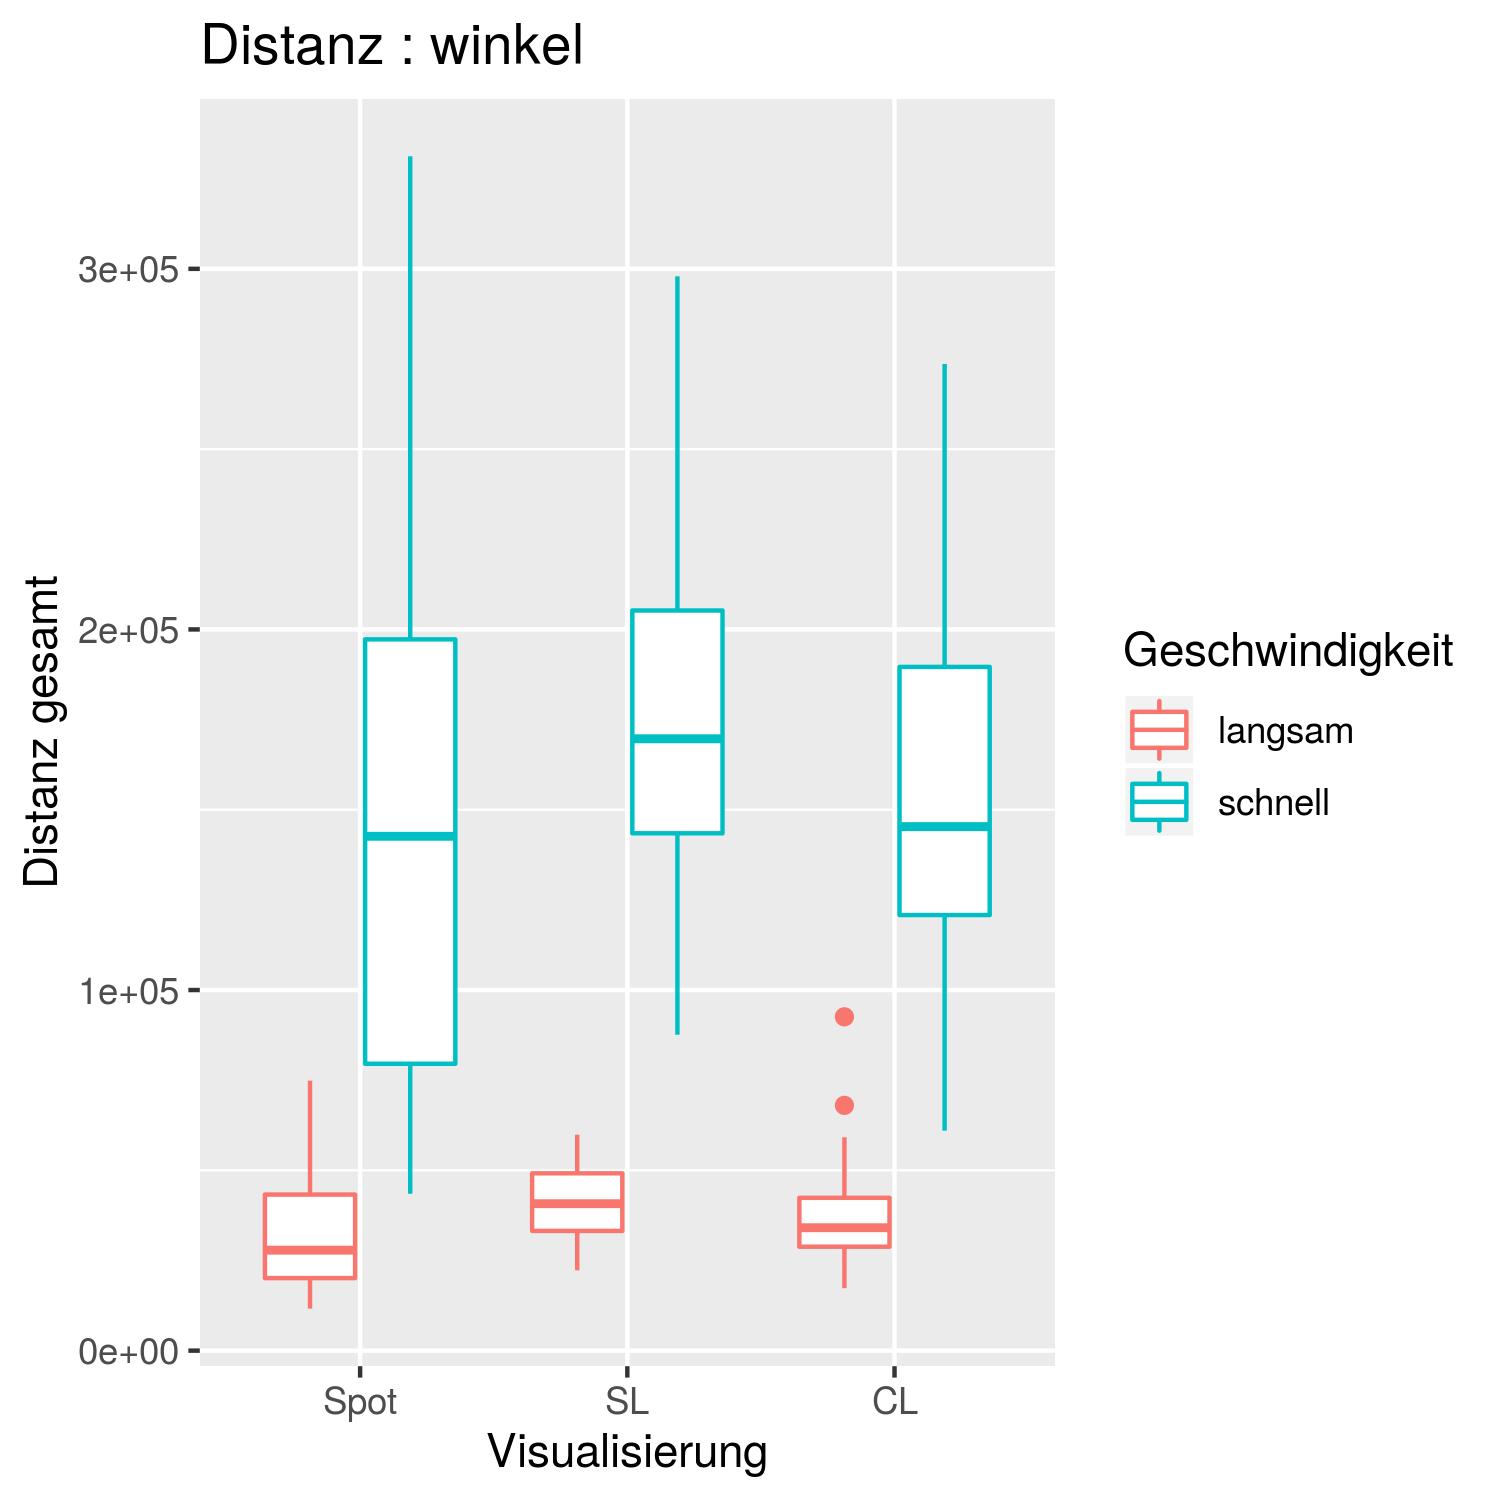 Distanz : winkel
Distanz gesamt
3e+05
2e+05
1e+05
0e+00
Spot SL CL
Visualisierung
Geschwindigkeit
langsam
schnell